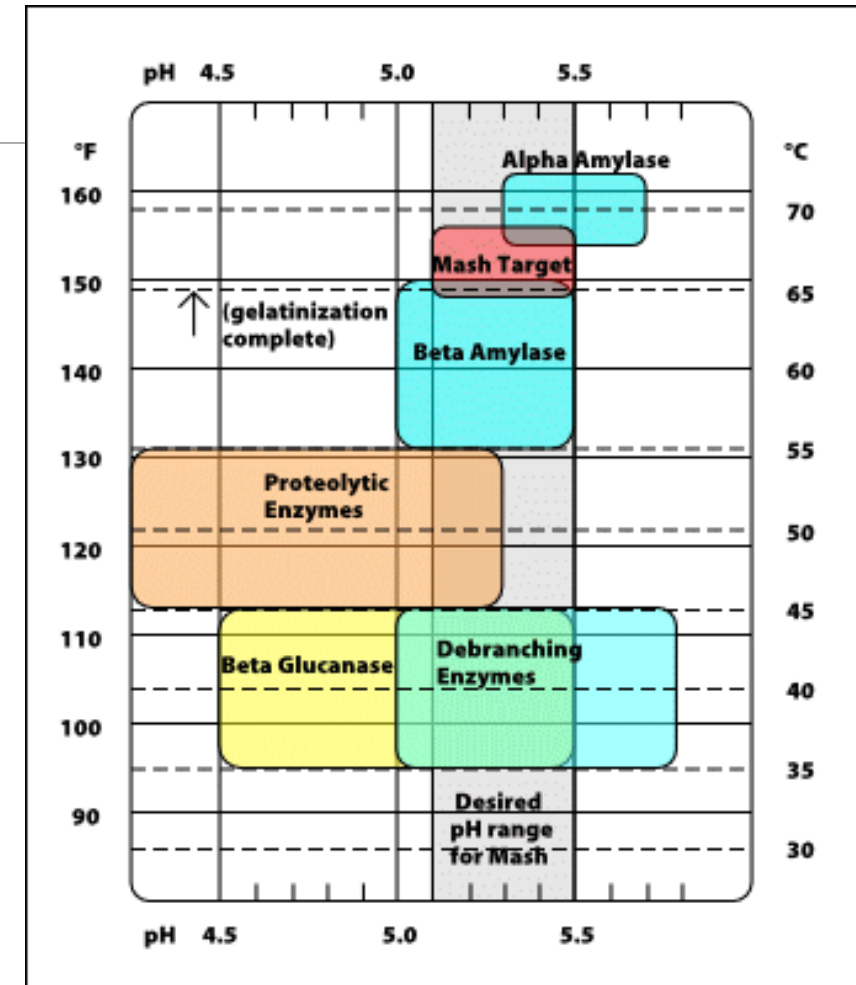 pH 4.5 5.0 5.5
°F °C
Alpha Amylase
160
70
Mash Target
150
65
(gelatinization
complete)
Beta Amylase
140
60
130
55
Proteolytic
Enzymes
50
120
45
110
Debranching
Enzymes
Beta Glucanase
40
100
35
Desired
pH range
for Mash
90
30
pH 4.5 5.0 5.5